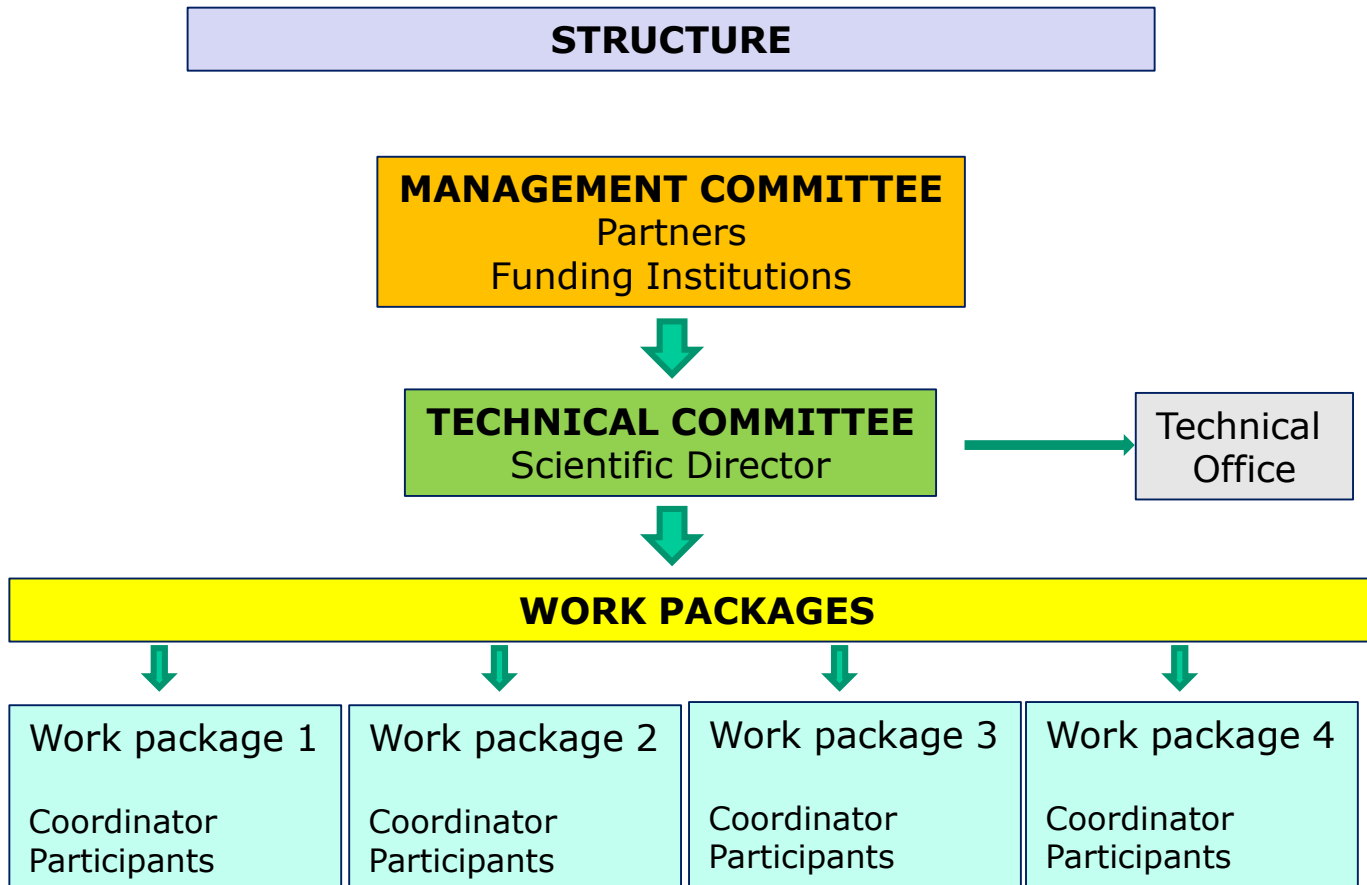 STRUCTURE
MANAGEMENT COMMITTEE
Partners
Funding Institutions
TECHNICAL COMMITTEE
Scientific Director
Technical
Office
WORK PACKAGES
Work package 1
Coordinator
Participants
Work package 2
Coordinator
Participants
Work package 3
Coordinator
Participants
Work package 4
Coordinator
Participants